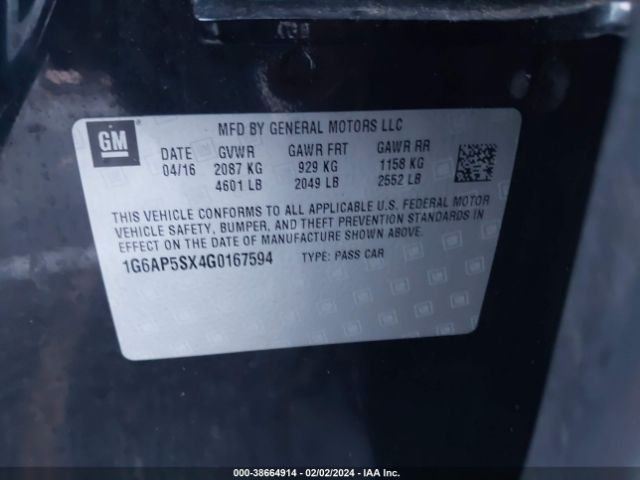 GM
MFD BY GENERAL MOTORS LLC
DATE GVWR GAWR FRT GAWR RR
04/16 2087 KG 929 KG 1158 KG
4601 LB 2049 LB 2552 LB
THIS VEHICLE CONFORMS TO ALL APPLICABLE U.S. FEDERAL MOTOR
VEHICLE SAFETY, BUMPER, AND THEFT PREVENTION STANDARDS IN
EFFECT ON THE DATE OF MANUFACTURE SHOWN ABOVE.
1G6AP5SX4G0167594 TYPE: PASS CAR
000-38664914 - 02/02/2024 - IAA Inc.